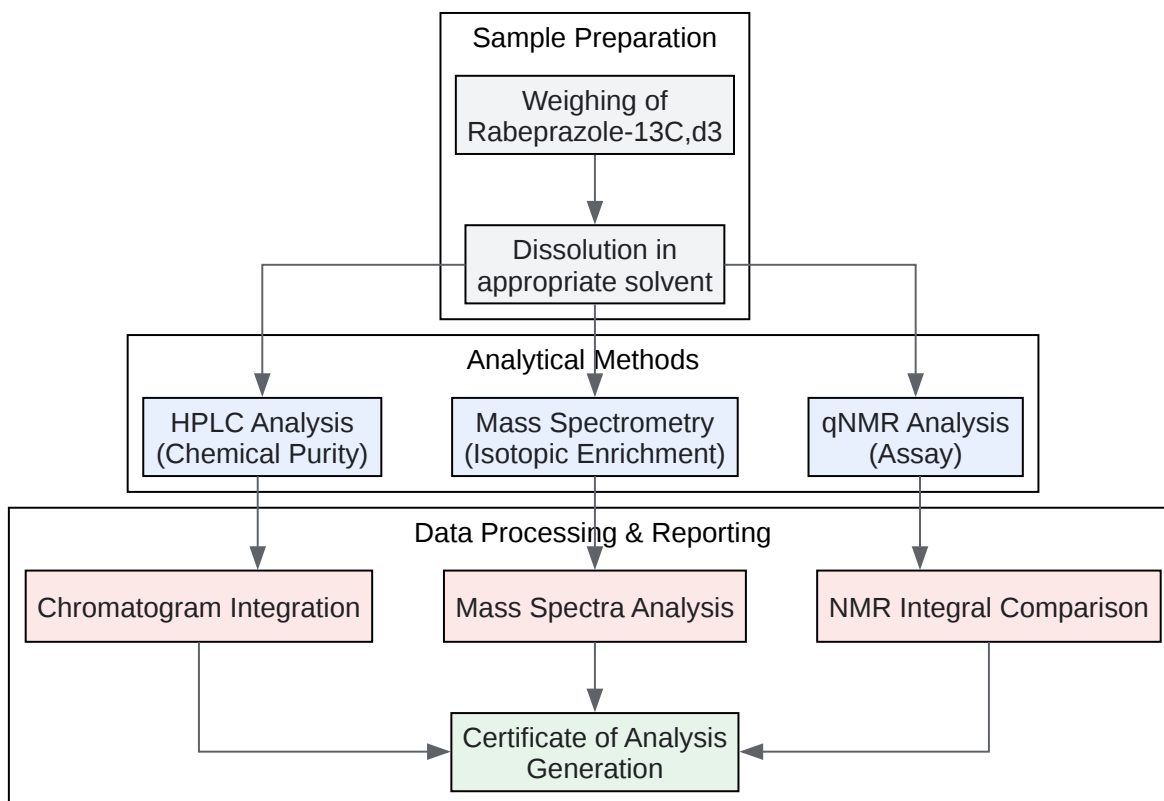 Sample Preparation
Weighing of
Rabeprazole-13C,d3
Dissolution in
appropriate solvent
Analytical Methods
HPLC Analysis
(Chemical Purity)
Mass Spectrometry
(Isotopic Enrichment)
qNMR Analysis
(Assay)
Data Processing & Reporting
Chromatogram Integration
Mass Spectra Analysis
NMR Integral Comparison
Certificate of Analysis
Generation